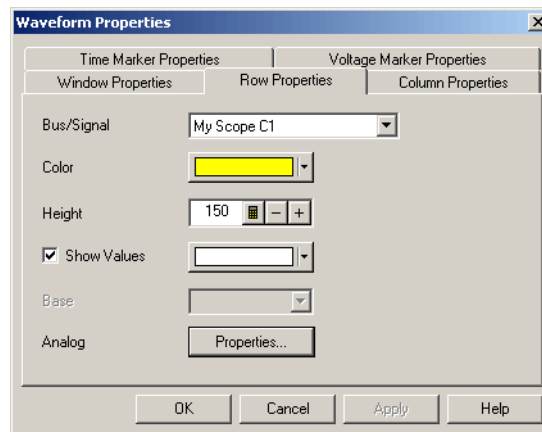 Waveform Properties
Time Marker Properties Voltage Marker Properties
Window Properties Row Properties Column Properties
Bus/Signal My Scope C1
Color
Height 150 - +
Show Values
Base
Analog Properties...
OK Cancel Apply Help